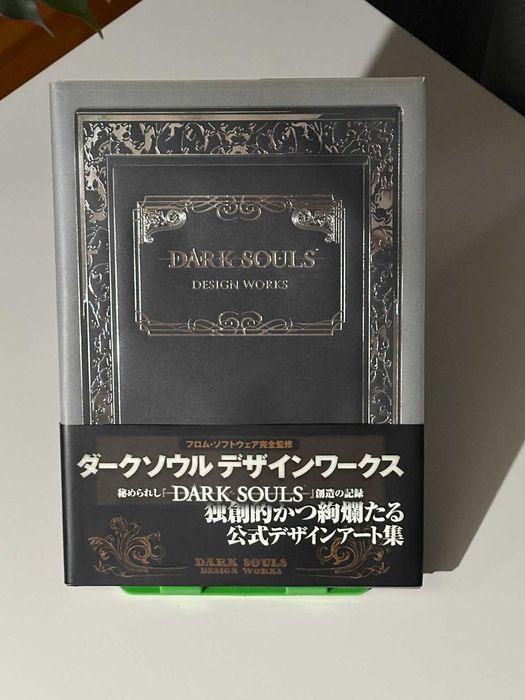 DARK SOULS
DESIGN WORKS
フロム・ソフトウェア完全監修
ダークソウル デザインワークス
秘められし『DARK SOULS』創造の記録
独創的かつ絢爛たる
公式デザインアート集
DARK SOULS
DESIGN WORKS